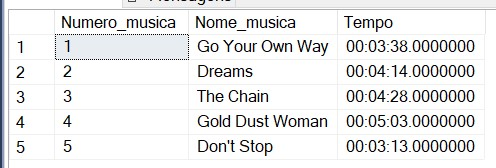 Mensagens
Numero_musica Nome_musica Tempo
1 1 Go Your Own Way 00:03:38.0000000
2 2 Dreams 00:04:14.0000000
3 3 The Chain 00:04:28.0000000
4 4 Gold Dust Woman 00:05:03.0000000
5 5 Don't Stop 00:03:13.0000000